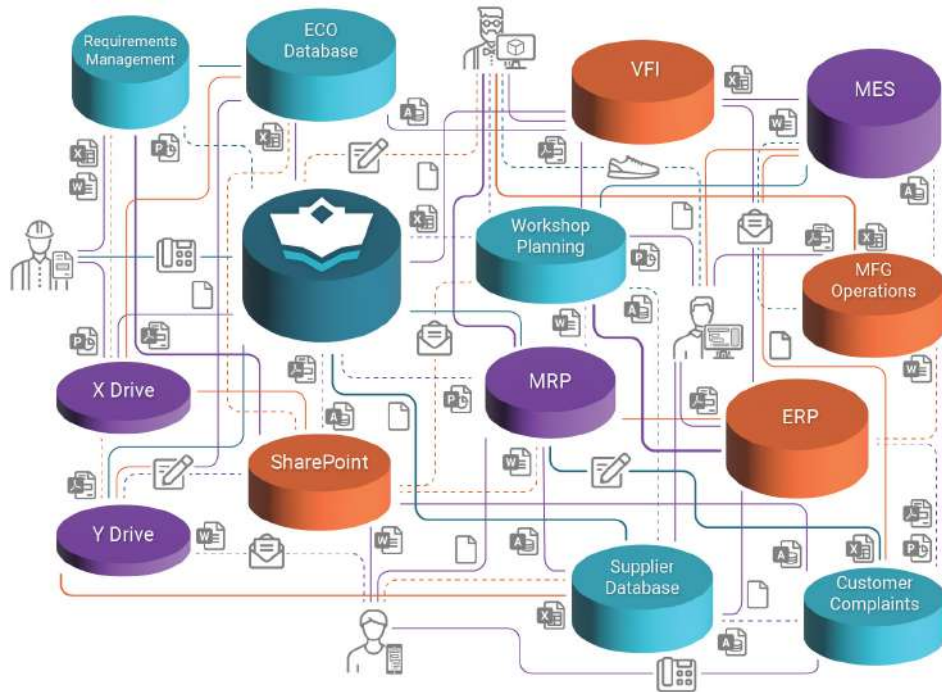 Requirements
Management
ECO
Database
VFI
MES
Workshop
Planning
MFG
Operations
X Drive
MRP
ERP
SharePoint
Y Drive
Supplier
Database
Customer
Complaints
X
W
P
X
A
X
W
A
X
P
A
W
X
W
P
A
P
W
W
W
A
A
X
P
X
A